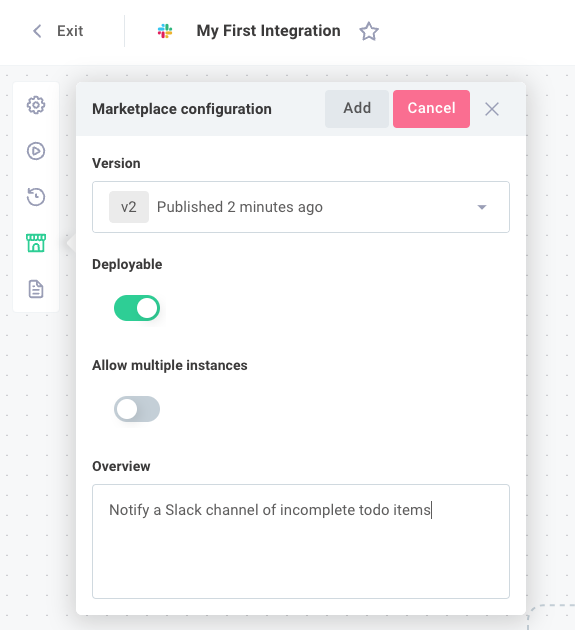 Exit
My First Integration
Marketplace configuration
Add
Cancel
Version
v2
Published 2 minutes ago
Deployable
Allow multiple instances
Overview
Notify a Slack channel of incomplete todo items